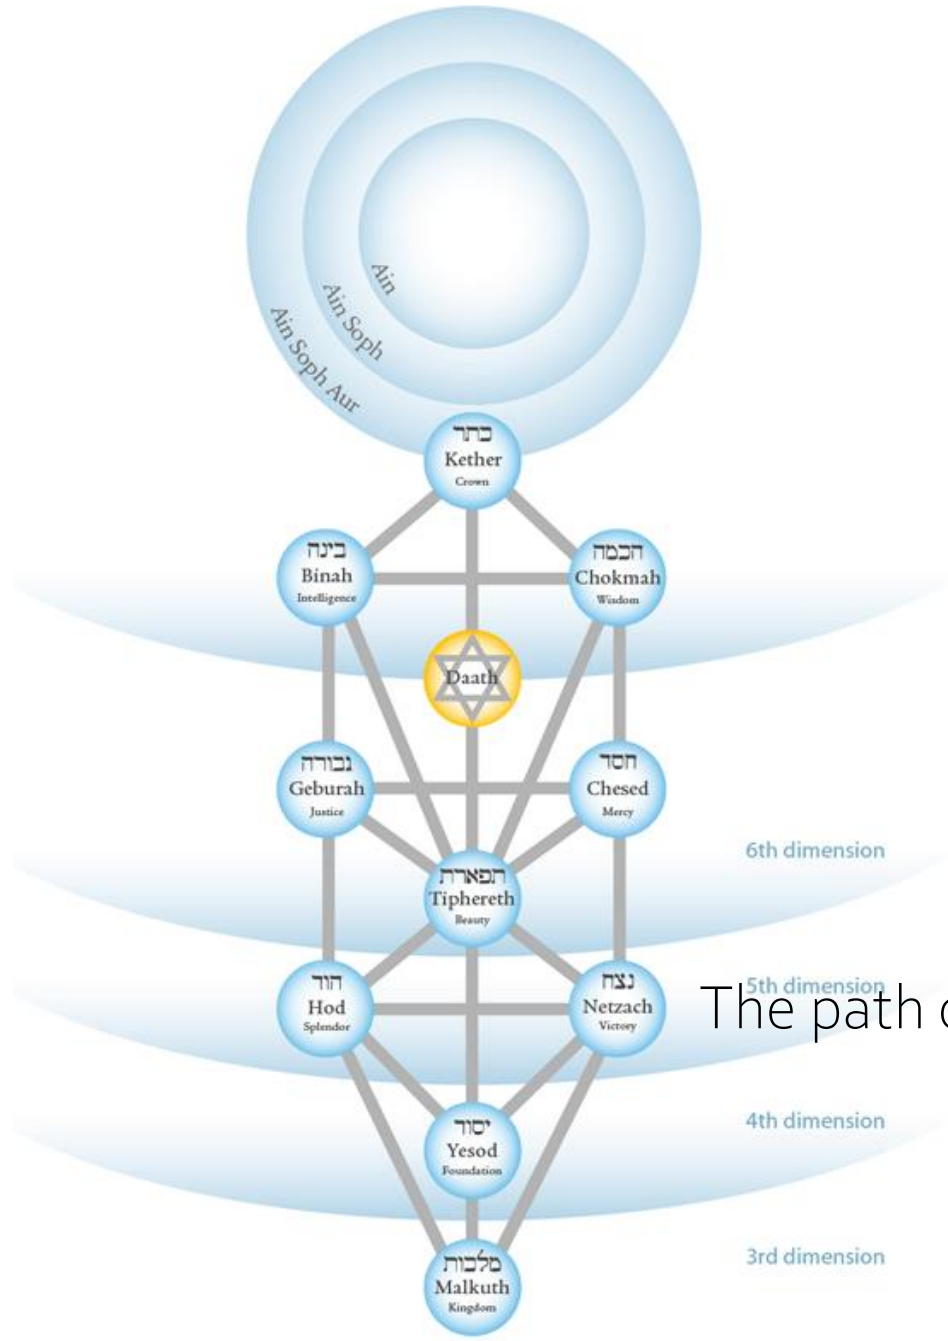 Ain
Ain Soph
Ain Soph Aur
כתר
Kether
Crown
בינה
Binah
Intelligence
חכמה
Chokmah
Wisdom
Daath
גבורה
Geburah
Justice
חסד
Chesed
Mercy
6th dimension
תפארת
Tiphereth
Beauty
הוד
Hod
Splendor
נצח
Netzach
Victory
5th dimension
The path
4th dimension
יסוד
Yesod
Foundation
3rd dimension
מלכות
Malkuth
Kingdom